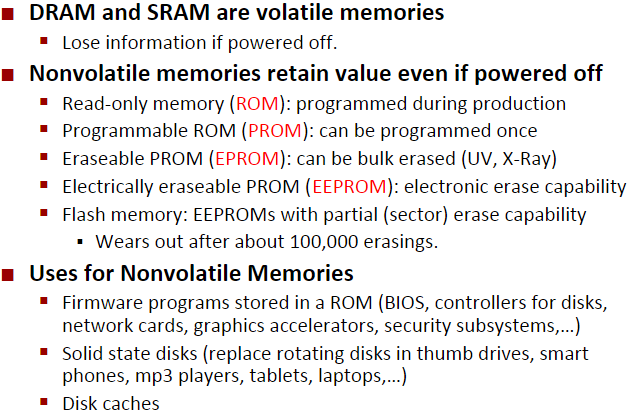 DRAM and SRAM are volatile memories
Lose information if powered off.
Nonvolatile memories retain value even if powered off
Read-only memory (ROM): programmed during production
Programmable ROM (PROM): can be programmed once
Eraseable PROM (EPROM): can be bulk erased (UV, X-Ray)
Electrically eraseable PROM (EEPROM): electronic erase capability
Flash memory: EEPROMs with partial (sector) erase capability
Wears out after about 100,000 erasings.
Uses for Nonvolatile Memories
Firmware programs stored in a ROM (BIOS, controllers for disks,
network cards, graphics accelerators, security subsystems,…)
Solid state disks (replace rotating disks in thumb drives, smart
phones, mp3 players, tablets, laptops,…)
Disk caches